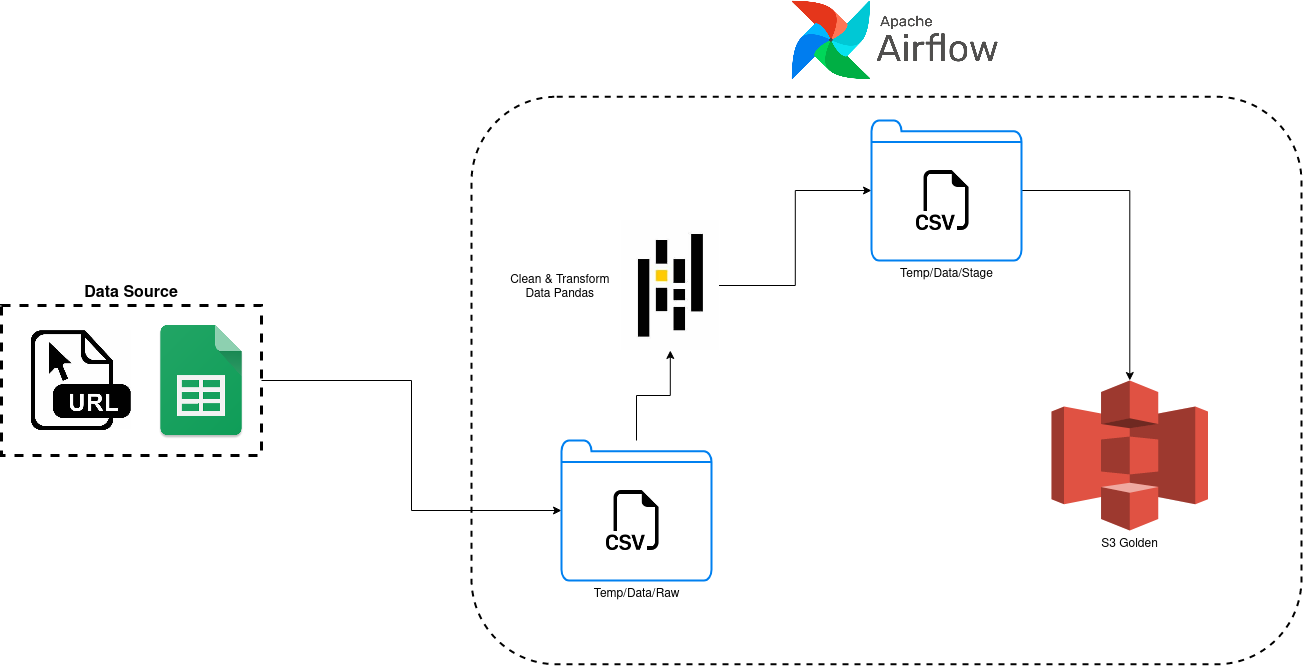 Apache
Airflow
CSV
Temp/Data/Stage
Clean & Transform
Data Pandas
Data Source
URL
CSV
Temp/Data/Raw
S3 Golden